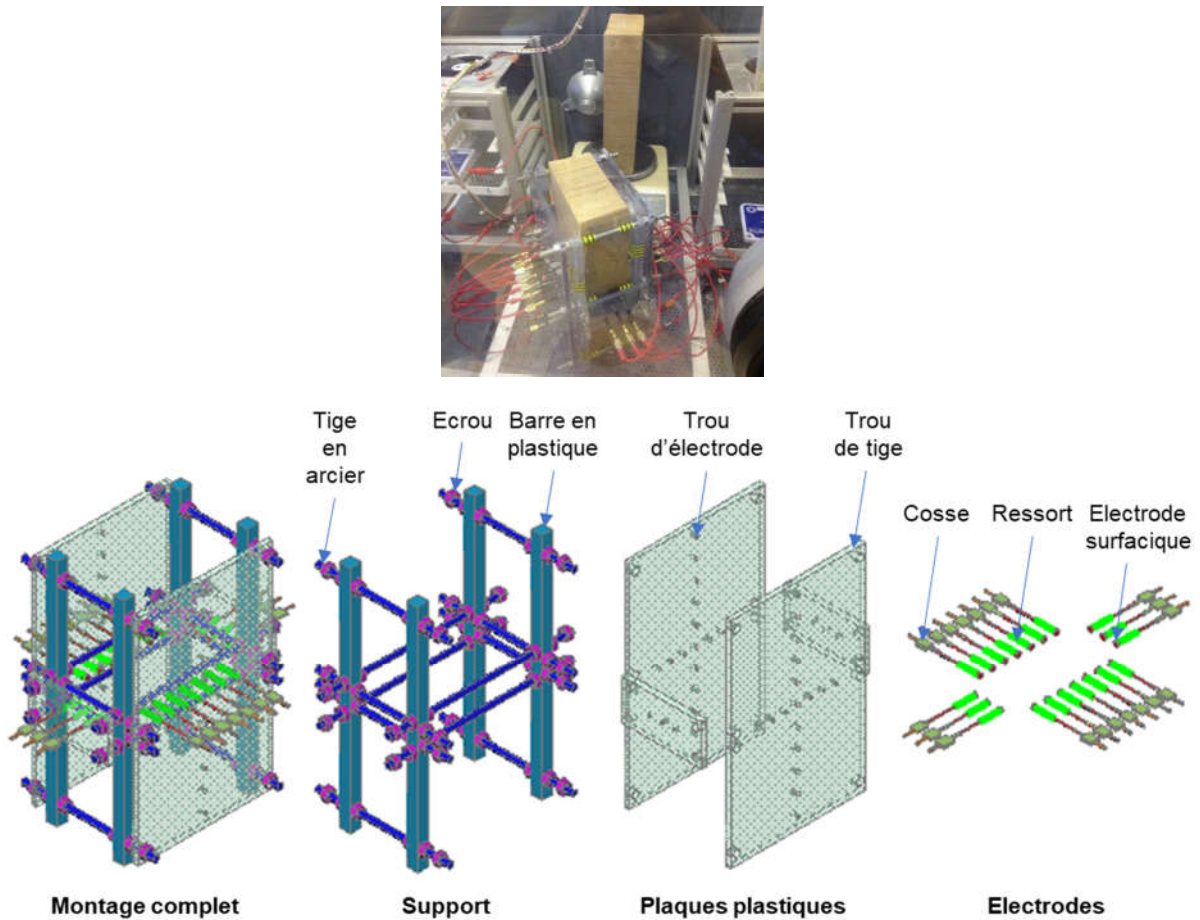 Tige
en
arcier
Ecrou
Barre en
plastique
Trou
d'électrode
Trou
de tige
Cosse
Ressort
Electrode
surfacique
Montage complet
Support
Plaques plastiques
Electrodes